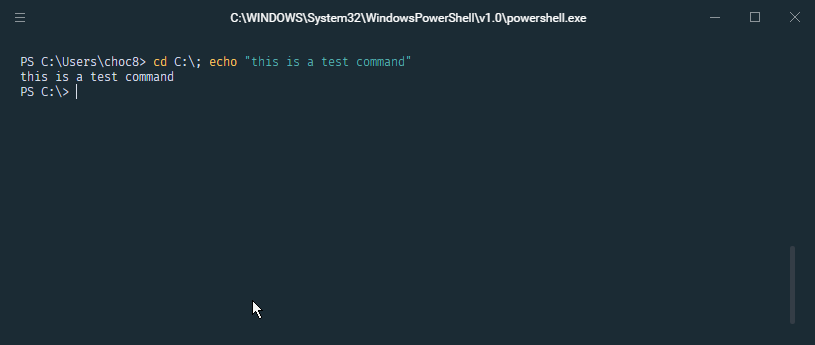 C:\WINDOWS\System32\WindowsPowerShell\v1.0\powershell.exe
PS C:\Users\choc8> cd C:\; echo "this is a test command"
this is a test command
PS C:\>